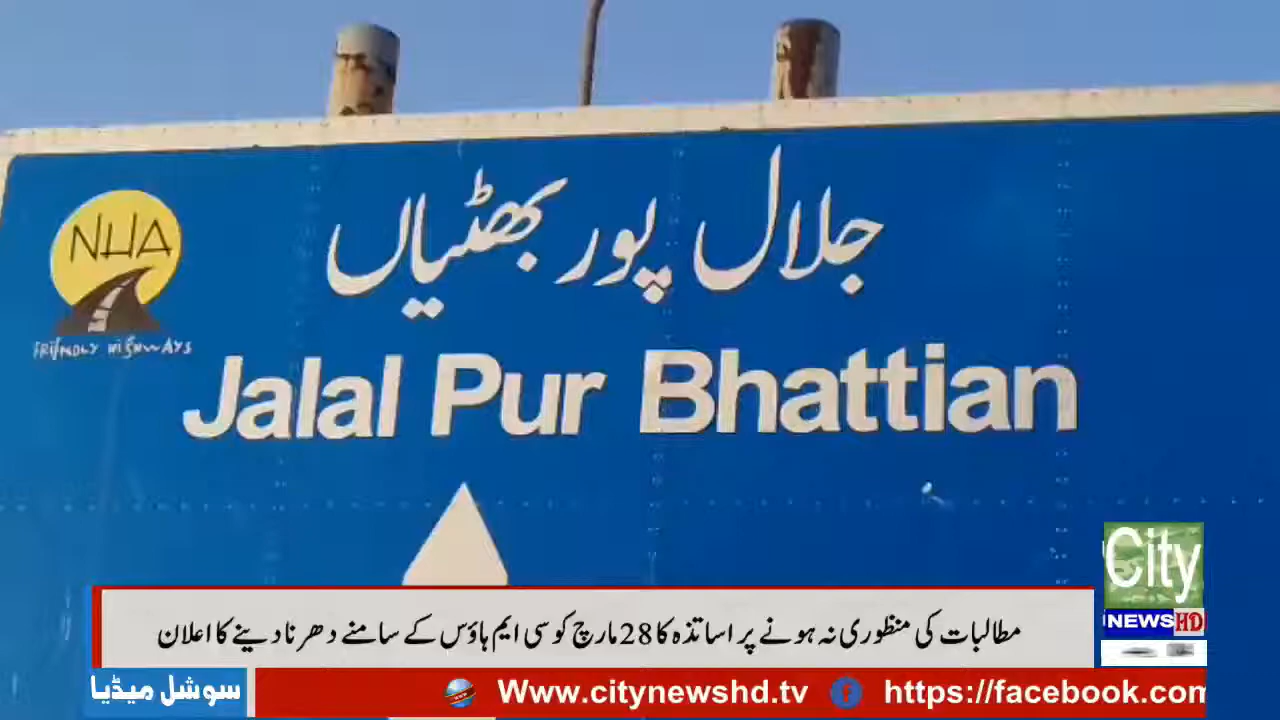 جلال پور بھٹیاں
NHA
FRIENDLY HIGHWAYS
Jalal Pur Bhattian
City
NEWS HD
مطالبات کی منظوری نہ ہونے پر اساتذہ کا 28 مارچ کو سی ایم ہاؤس کے سامنے دھرنا دینے کا اعلان
سوشل میڈیا
Www.citynewshd.tv
https://facebook.com